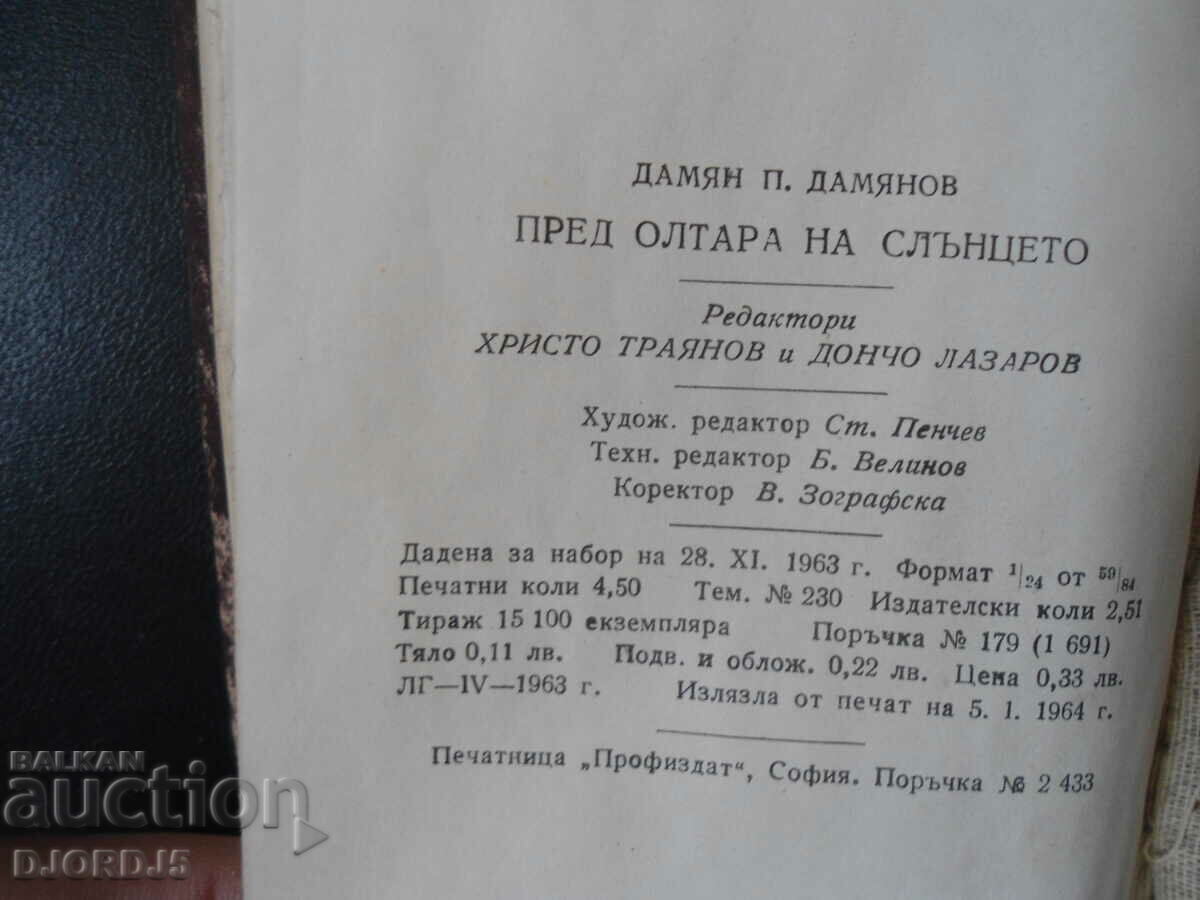 ДАМЯН П. ДАМЯНОВ
ПРЕД ОЛТАРА НА СЛЪНЦЕТО
Редактори
ХРИСТО ТРАЯНОВ и ДОНЧО ЛАЗАРОВ
Худож. редактор Ст. Пенчев
Техн. редактор Б. Велинов
Коректор В. Зографска
Дадена за набор на 28. XI. 1963 г. Формат 1/24 от 59/84
Печатни коли 4,50 Тем. № 230 Издателски коли 2,51
Тираж 15 100 екземпляра Поръчка № 179 (1 691)
Тяло 0,11 лв. Подв. и облож. 0,22 лв. Цена 0,33 лв.
ЛГ—IV—1963 г. Излязла от печат на 5. 1. 1964 г.
Печатница „Профиздат“, София. Поръчка № 2 433
BALKAN
auction
DJORDJ5